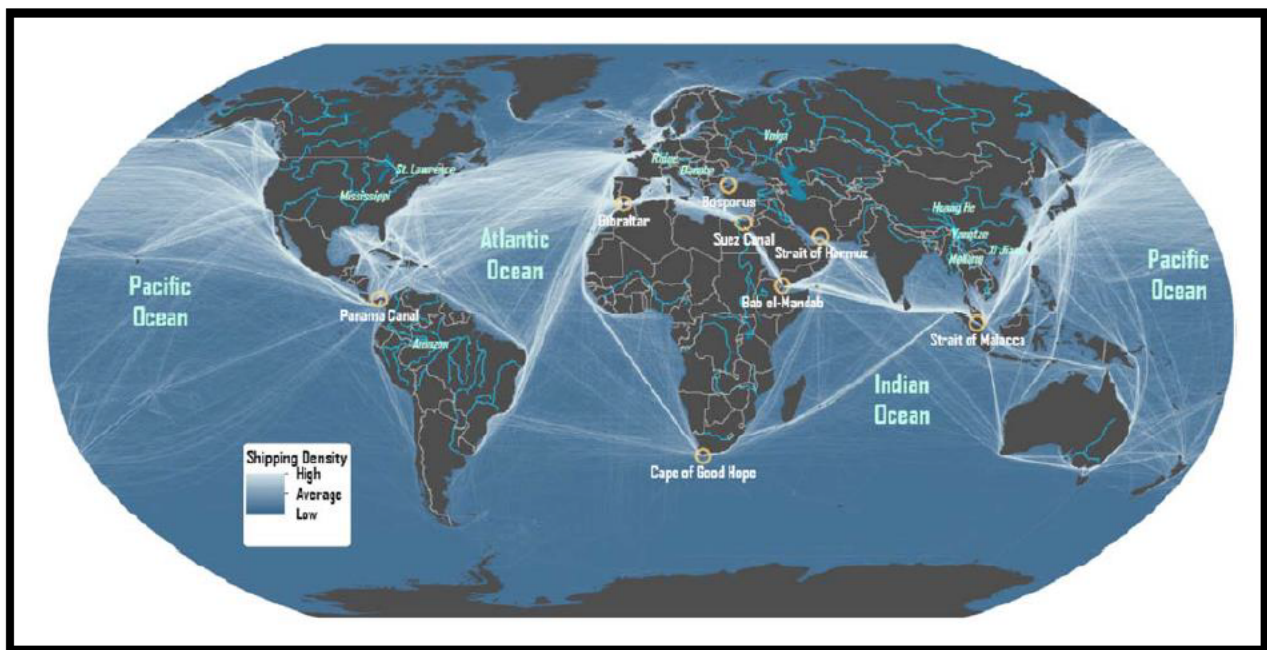 Volga
St. Lawrence
Rhine
Danube
Mississippi
Bosporus
Huang He
Gibraltar
Atlantic
Ocean
Suez Canal
Strait of Hormuz
Yangtze
Xi Jiang
Mekong
Pacific
Ocean
Pacific
Ocean
Bab el-Mandab
Panama Canal
Strait of Malacca
Amazon
Indian
Ocean
Shipping Density
High
Average
Low
Cape of Good Hope